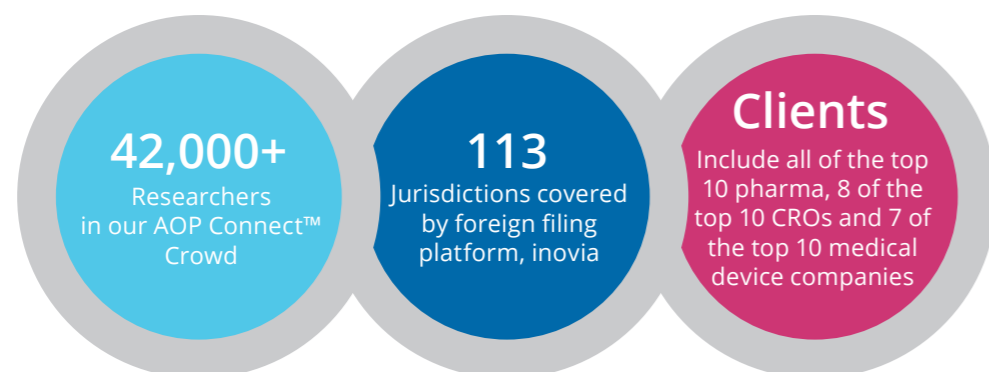 42,000+
Researchers
in our AOP Connect™
Crowd
113
Jurisdictions covered
by foreign filing
platform, inovia
Clients
Include all of the top
10 pharma, 8 of the
top 10 CROs and 7 of
the top 10 medical
device companies